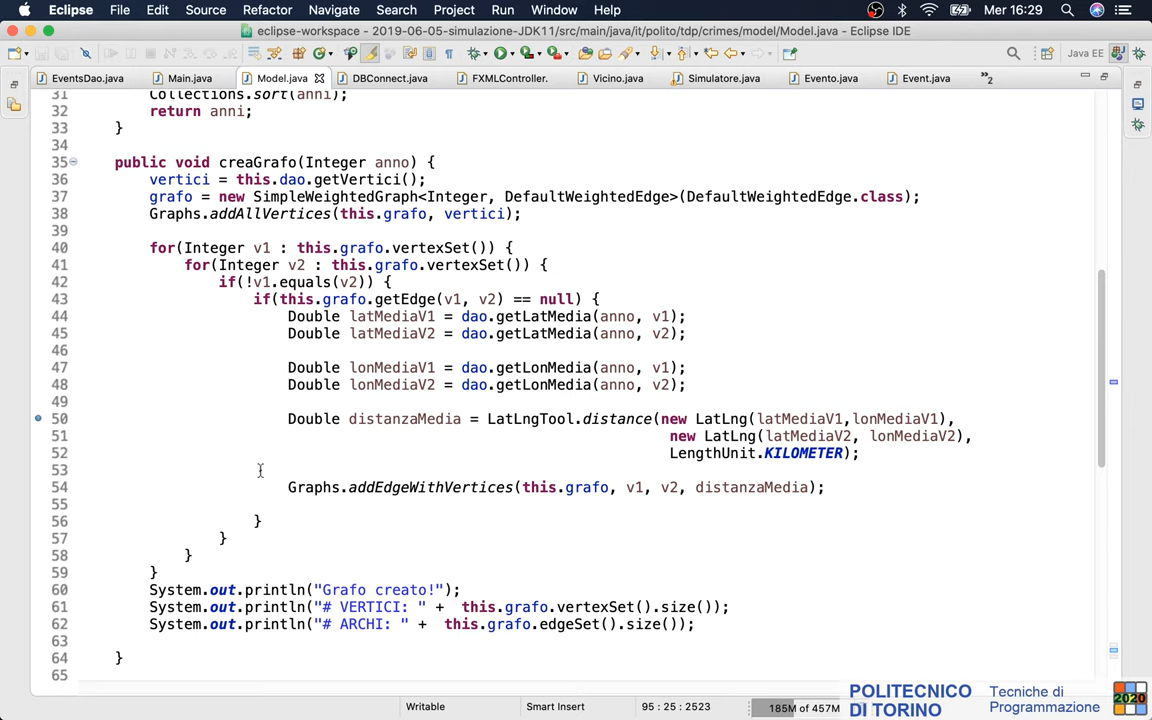 Eclipse File Edit Source Refactor Navigate Search Project Run Window Help Mer 16:29
eclipse-workspace - 2019-06-05-simulazione-JDK11/src/main/java/it/polito/tdp/crimes/model/Model.java - Eclipse IDE
Java EE
EventsDao.java Main.java Model.java DBConnect.java FXMLController. Vicino.java Simulatore.java Evento.java Event.java »2
31 Collections.sort(anni);
32 return anni;
33 }
34
35 public void creaGrafo(Integer anno) {
36 vertici = this.dao.getVertici();
37 grafo = new SimpleWeightedGraph<Integer, DefaultWeightedEdge>(DefaultWeightedEdge.class);
38 Graphs.addAllVertices(this.grafo, vertici);
39
40 for(Integer v1 : this.grafo.vertexSet()) {
41 for(Integer v2 : this.grafo.vertexSet()) {
42 if(!v1.equals(v2)) {
43 if(this.grafo.getEdge(v1, v2) == null) {
44 Double latMediaV1 = dao.getLatMedia(anno, v1);
45 Double latMediaV2 = dao.getLatMedia(anno, v2);
46
47 Double lonMediaV1 = dao.getLonMedia(anno, v1);
48 Double lonMediaV2 = dao.getLonMedia(anno, v2);
49
50 Double distanzaMedia = LatLngTool.distance(new LatLng(latMediaV1,lonMediaV1),
51 new LatLng(latMediaV2, lonMediaV2),
52 LengthUnit.KILOMETER);
53
54 Graphs.addEdgeWithVertices(this.grafo, v1, v2, distanzaMedia);
55
56 }
57 }
58 }
59 }
60 System.out.println("Grafo creato!");
61 System.out.println("# VERTICI: " + this.grafo.vertexSet().size());
62 System.out.println("# ARCHI: " + this.grafo.edgeSet().size());
63
64 }
65
Writable Smart Insert 95 : 25 : 2523 185M of 457M
POLITECNICO
DI TORINO
Tecniche di
Programmazione
2020